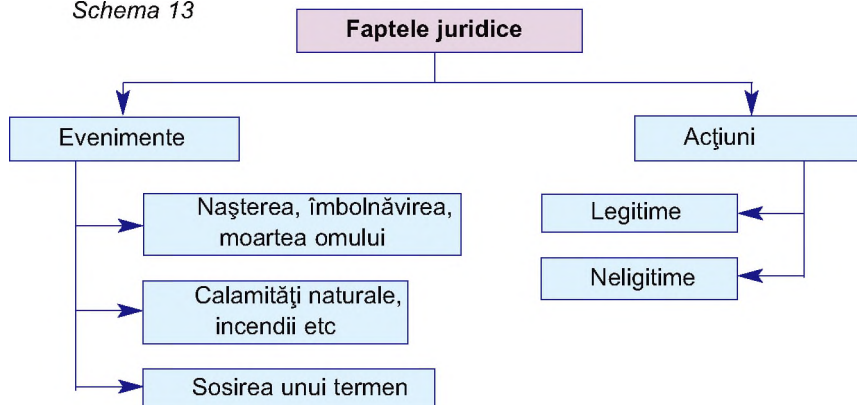 Schema 13
Faptele juridice
Evenimente
Acţiuni
Naşterea, îmbolnăvirea,
moartea omului
Legitime
Neligitime
Calamităţi naturale,
incendii etc
Sosirea unui termen